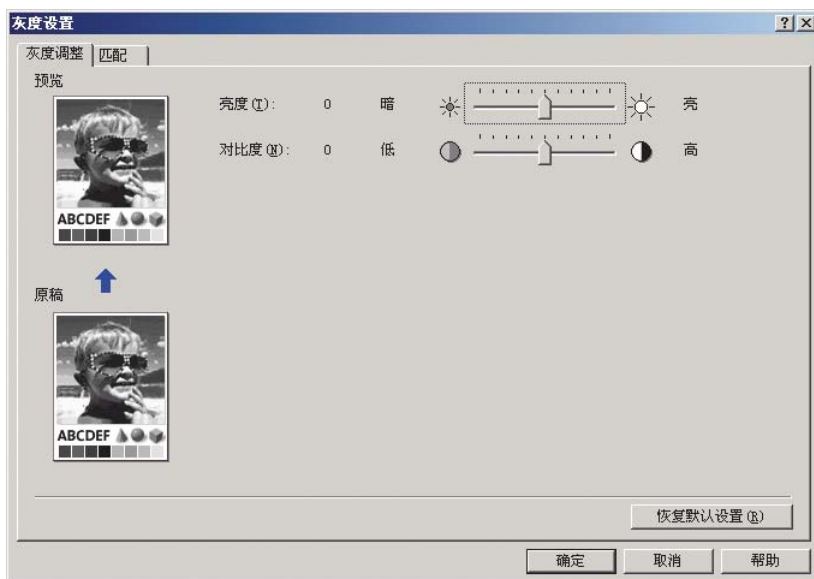 灰度设置
灰度调整 匹配
预览
亮度(T): 0 暗 亮
对比度(N): 0 低 高
ABCDEF
原稿
ABCDEF
恢复默认设置(R)
确定 取消 帮助